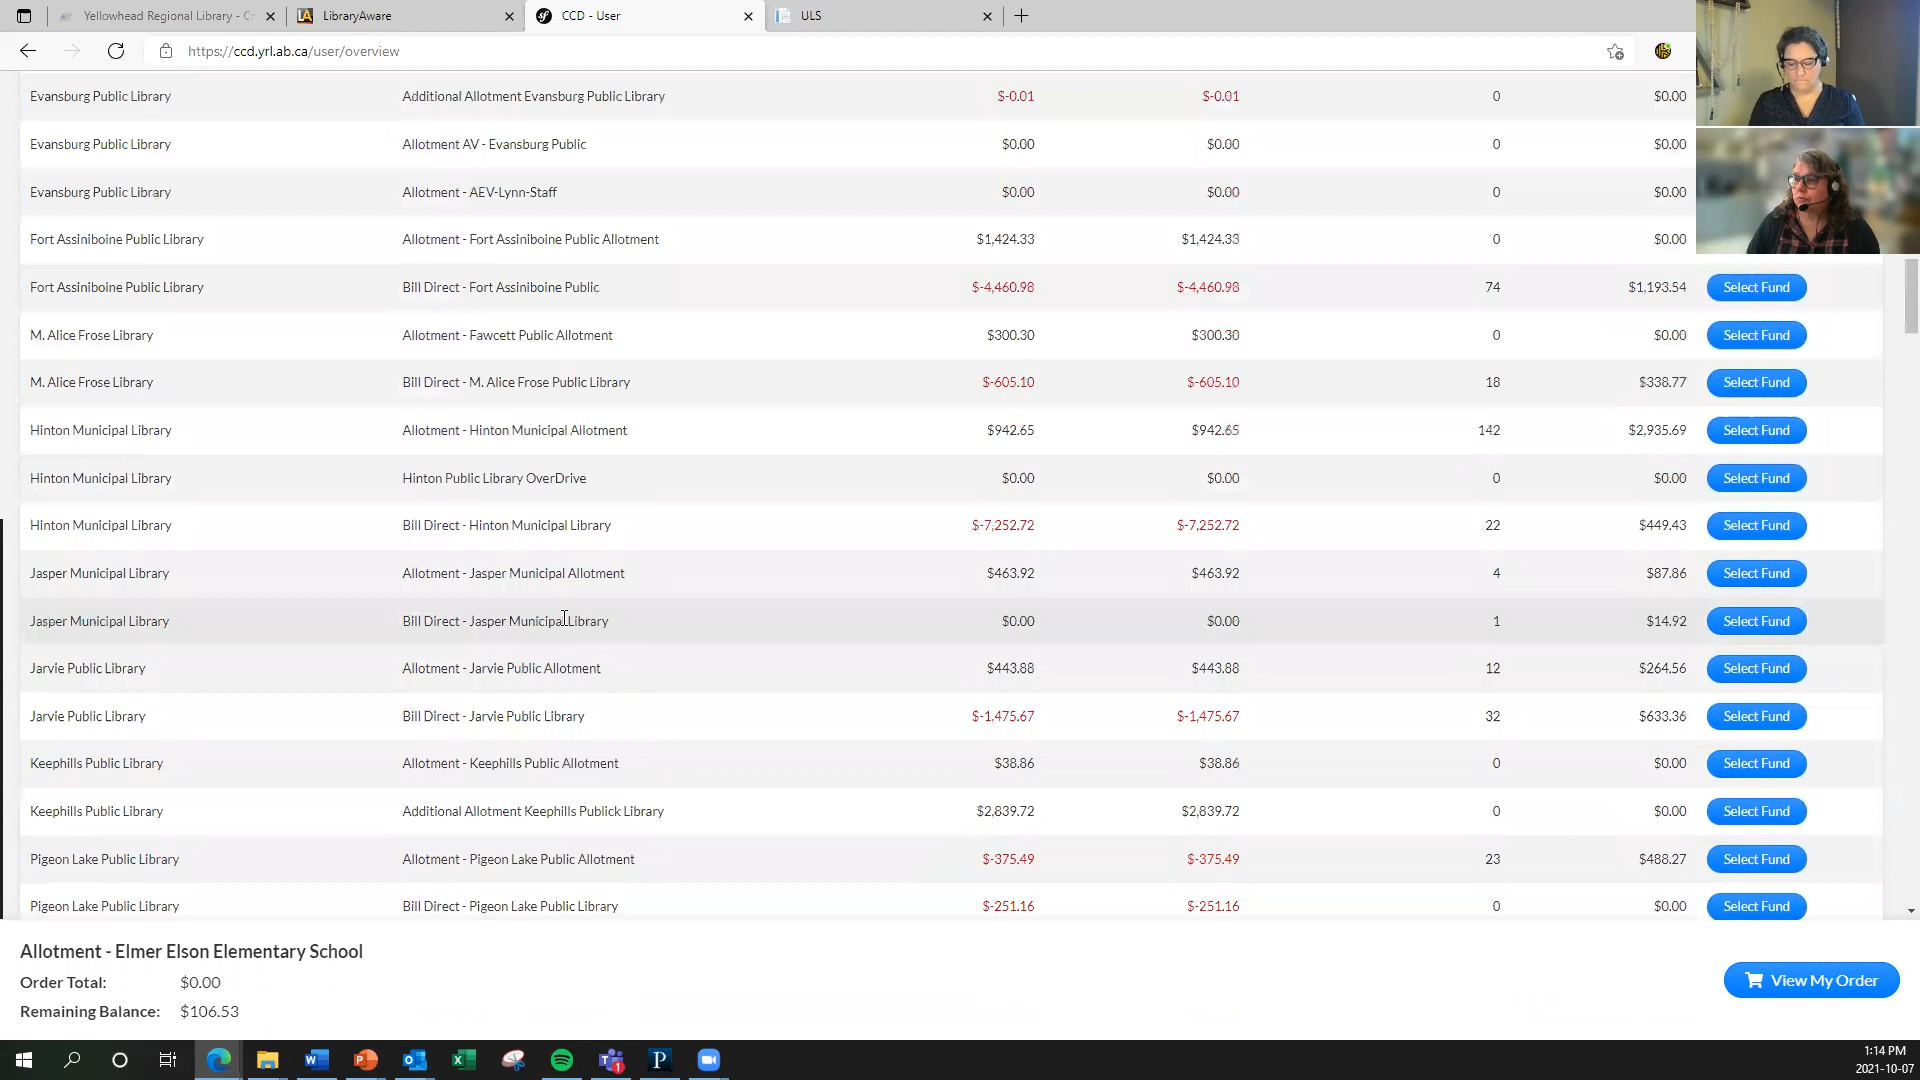 Yellowhead Regional Library - C
LibraryAware
CCD - User
ULS
https://ccd.yrl.ab.ca/user/overview
Evansburg Public Library Additional Allotment Evansburg Public Library $-0.01 $-0.01 0 $0.00
Evansburg Public Library Allotment AV - Evansburg Public $0.00 $0.00 0 $0.00
Evansburg Public Library Allotment - AEV-Lynn-Staff $0.00 $0.00 0 $0.00
Fort Assiniboine Public Library Allotment - Fort Assiniboine Public Allotment $1,424.33 $1,424.33 0 $0.00
Fort Assiniboine Public Library Bill Direct - Fort Assiniboine Public $-4,460.98 $-4,460.98 74 $1,193.54 Select Fund
M. Alice Frose Library Allotment - Fawcett Public Allotment $300.30 $300.30 0 $0.00 Select Fund
M. Alice Frose Library Bill Direct - M. Alice Frose Public Library $-605.10 $-605.10 18 $338.77 Select Fund
Hinton Municipal Library Allotment - Hinton Municipal Allotment $942.65 $942.65 142 $2,935.69 Select Fund
Hinton Municipal Library Hinton Public Library OverDrive $0.00 $0.00 0 $0.00 Select Fund
Hinton Municipal Library Bill Direct - Hinton Municipal Library $-7,252.72 $-7,252.72 22 $449.43 Select Fund
Jasper Municipal Library Allotment - Jasper Municipal Allotment $463.92 $463.92 4 $87.86 Select Fund
Jasper Municipal Library Bill Direct - Jasper Municipal Library $0.00 $0.00 1 $14.92 Select Fund
Jarvie Public Library Allotment - Jarvie Public Allotment $443.88 $443.88 12 $264.56 Select Fund
Jarvie Public Library Bill Direct - Jarvie Public Library $-1,475.67 $-1,475.67 32 $633.36 Select Fund
Keephills Public Library Allotment - Keephills Public Allotment $38.86 $38.86 0 $0.00 Select Fund
Keephills Public Library Additional Allotment Keephills Publick Library $2,839.72 $2,839.72 0 $0.00 Select Fund
Pigeon Lake Public Library Allotment - Pigeon Lake Public Allotment $-375.49 $-375.49 23 $488.27 Select Fund
Pigeon Lake Public Library Bill Direct - Pigeon Lake Public Library $-251.16 $-251.16 0 $0.00 Select Fund
Allotment - Elmer Elson Elementary School
Order Total: $0.00
Remaining Balance: $106.53
View My Order
1:14 PM
2021-10-07